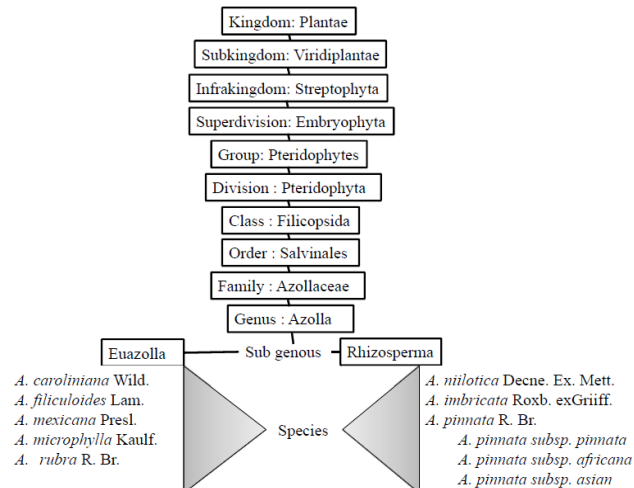 Kingdom: Plantae
Subkingdom: Viridiplantae
Infrakingdom: Streptophyta
Superdivision: Embryophyta
Group: Pteridophytes
Division : Pteridophyta
Class : Filicopsida
Order : Salvinales
Family : Azollaceae
Genus : Azolla
Euazolla
Sub genous
Rhizosperma
A. caroliniana Wild.
A. filiculoides Lam.
A. mexicana Presl.
A. microphylla Kaulf.
A. rubra R. Br.
Species
A. niilotica Decne. Ex. Mett.
A. imbricata Roxb. exGriiff.
A. pinnata R. Br.
A. pinnata subsp. pinnata
A. pinnata subsp. africana
A. pinnata subsp. asian